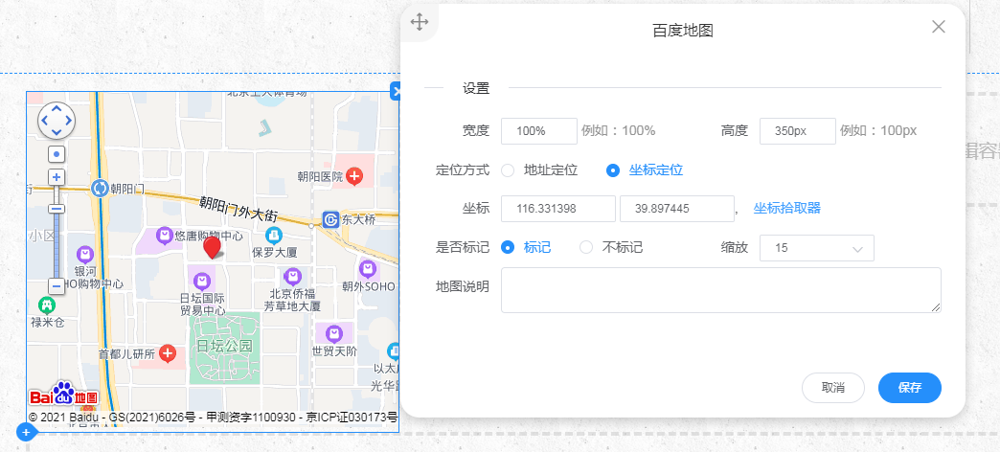 百度地图
设置
宽度 100% 例如：100% 高度 350px 例如：100px
定位方式 地址定位 坐标定位
坐标 116.331398 39.897445 , 坐标拾取器
是否标记 标记 不标记 缩放 15
地图说明
取消 保存
朝阳医院
朝阳门
朝阳门外大街
东大桥
小区
悠唐购物中心
保罗大厦
银河
HO购物中心
日坛国际
贸易中心
北京侨福
芳草地大厦
朝外SOHO
禄米仓
日坛公园
世贸天阶
首都儿研所
以太
光华路
Bai du 地图
© 2021 Baidu - GS(2021)6026号 - 甲测资字1100930 - 京ICP证030173号
辑容